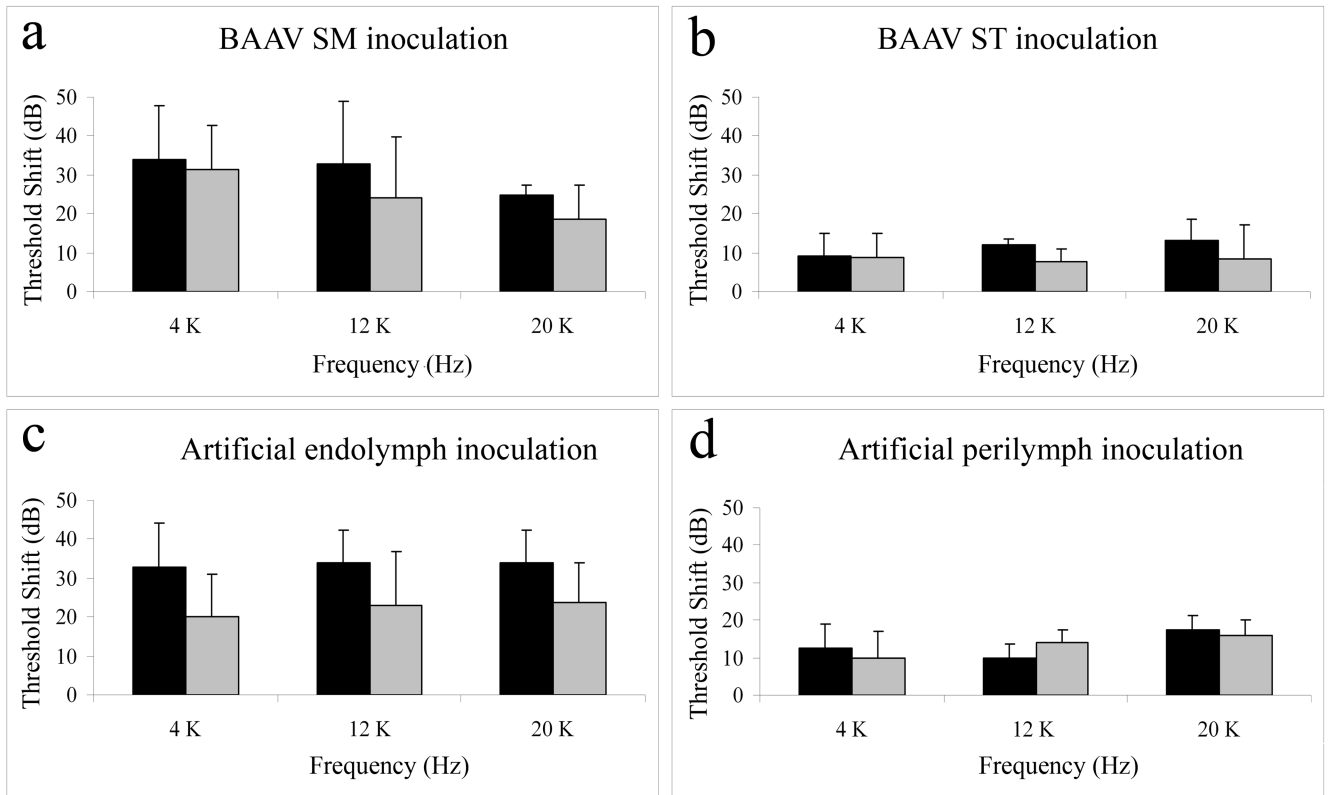 a
BAAV SM inoculation
Threshold Shift (dB)
50
40
30
20
10
0
4 K 12 K 20 K
Frequency (Hz)
b
BAAV ST inoculation
Threshold Shift (dB)
50
40
30
20
10
0
4 K 12 K 20 K
Frequency (Hz)
c
Artificial endolymph inoculation
Threshold Shift (dB)
50
40
30
20
10
0
4 K 12 K 20 K
Frequency (Hz)
d
Artificial perilymph inoculation
Threshold Shift (dB)
50
40
30
20
10
0
4 K 12 K 20 K
Frequency (Hz)